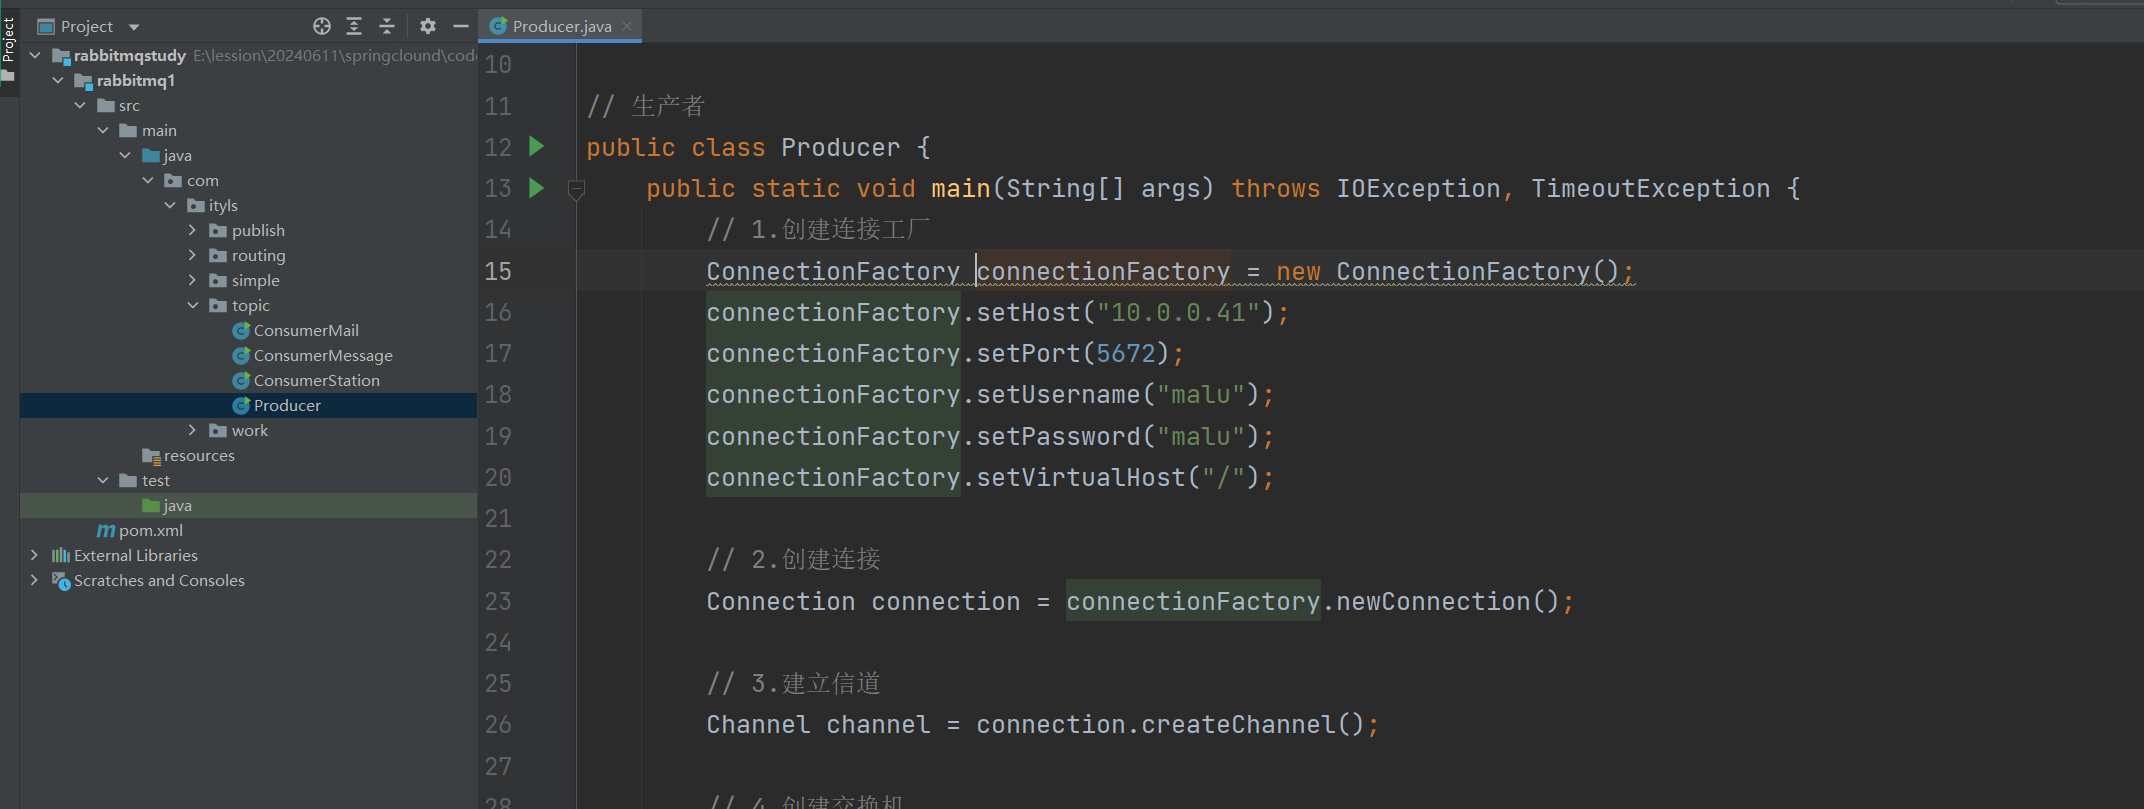 Project
Project
rabbitmqstudy E:\lession\20240611\springclound\code
rabbitmq1
src
main
java
com
ityls
publish
routing
simple
topic
ConsumerMail
ConsumerMessage
ConsumerStation
Producer
work
resources
test
java
pom.xml
External Libraries
Scratches and Consoles
Producer.java
10
11 // 生产者
12 public class Producer {
13 public static void main(String[] args) throws IOException, TimeoutException {
14 // 1.创建连接工厂
15 ConnectionFactory connectionFactory = new ConnectionFactory();
16 connectionFactory.setHost("10.0.0.41");
17 connectionFactory.setPort(5672);
18 connectionFactory.setUsername("malu");
19 connectionFactory.setPassword("malu");
20 connectionFactory.setVirtualHost("/");
21
22 // 2.创建连接
23 Connection connection = connectionFactory.newConnection();
24
25 // 3.建立信道
26 Channel channel = connection.createChannel();
27
28 // 4.创建交换机